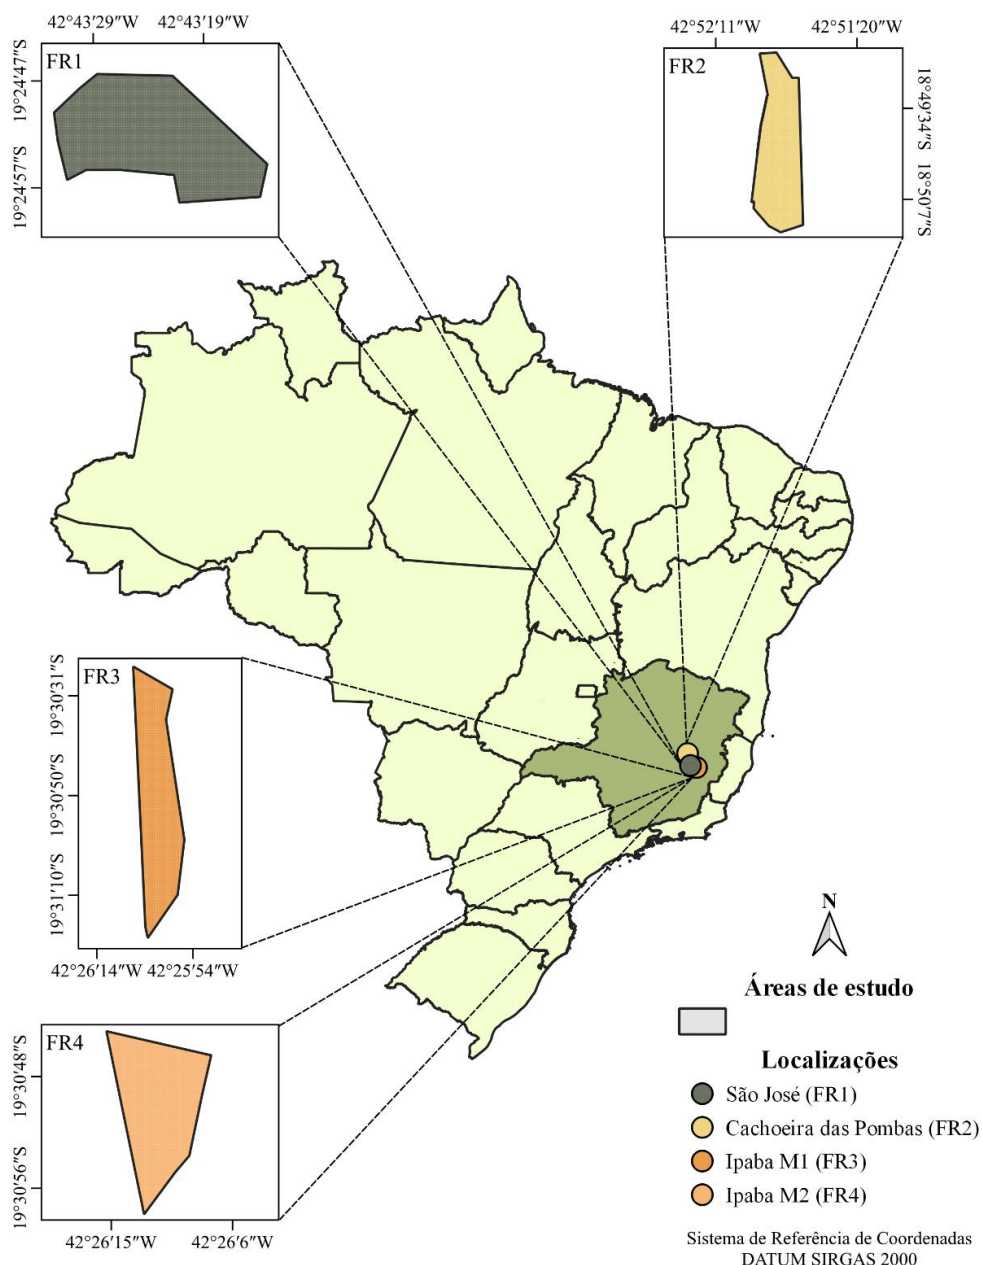 42°43'29"W 42°43'19"W
FR1
19°24'47"S
19°24'57"S
42°52'11"W 42°51'20"W
FR2
18°49'34"S
18°50'7"S
FR3
19°30'31"S
19°30'50"S
19°31'10"S
42°26'14"W 42°25'54"W
FR4
19°30'48"S
19°30'56"S
42°26'15"W 42°26'6"W
N
Áreas de estudo
Localizações
São José (FR1)
Cachoeira das Pombas (FR2)
Ipaba M1 (FR3)
Ipaba M2 (FR4)
Sistema de Referência de Coordenadas
DATUM SIRGAS 2000